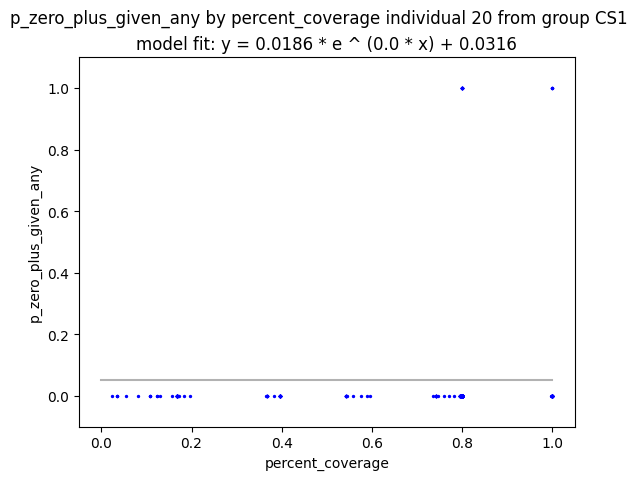 p_zero_plus_given_any by percent_coverage individual 20 from group CS1
model fit: y = 0.0186 * e ^ (0.0 * x) + 0.0316
1.0
0.8
0.6
0.4
0.2
0.0
p_zero_plus_given_any
0.0 0.2 0.4 0.6 0.8 1.0
percent_coverage